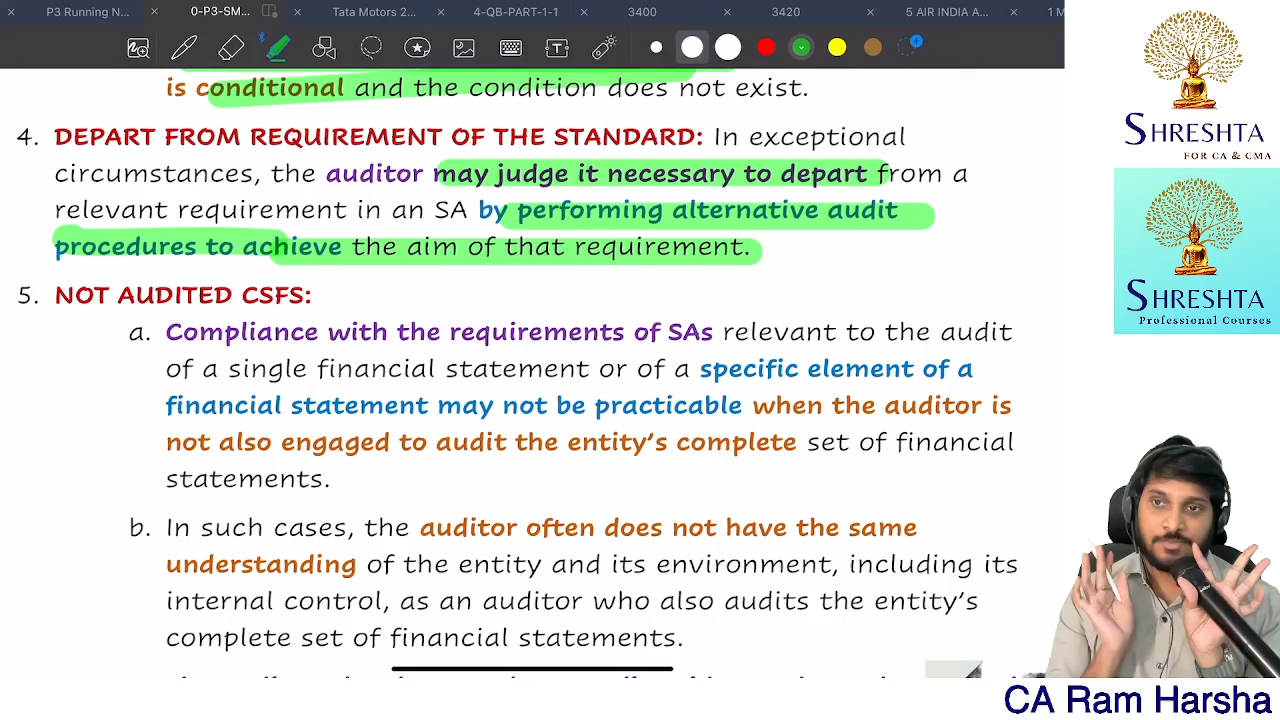 P3 Running N...
0-P3-SM...
Tata Motors 2...
4-QB-PART-1-1
3400
3420
5 AIR INDIA A...
1 M
is conditional and the condition does not exist.
4. DEPART FROM REQUIREMENT OF THE STANDARD: In exceptional
circumstances, the auditor may judge it necessary to depart from a
relevant requirement in an SA by performing alternative audit
procedures to achieve the aim of that requirement.
5. NOT AUDITED CSFS:
a. Compliance with the requirements of SAs relevant to the audit
of a single financial statement or of a specific element of a
financial statement may not be practicable when the auditor is
not also engaged to audit the entity's complete set of financial
statements.
b. In such cases, the auditor often does not have the same
understanding of the entity and its environment, including its
internal control, as an auditor who also audits the entity's
complete set of financial statements.
SHRESHTA
FOR CA & CMA
SHRESHTA
Professional Courses
CA Ram Harsha